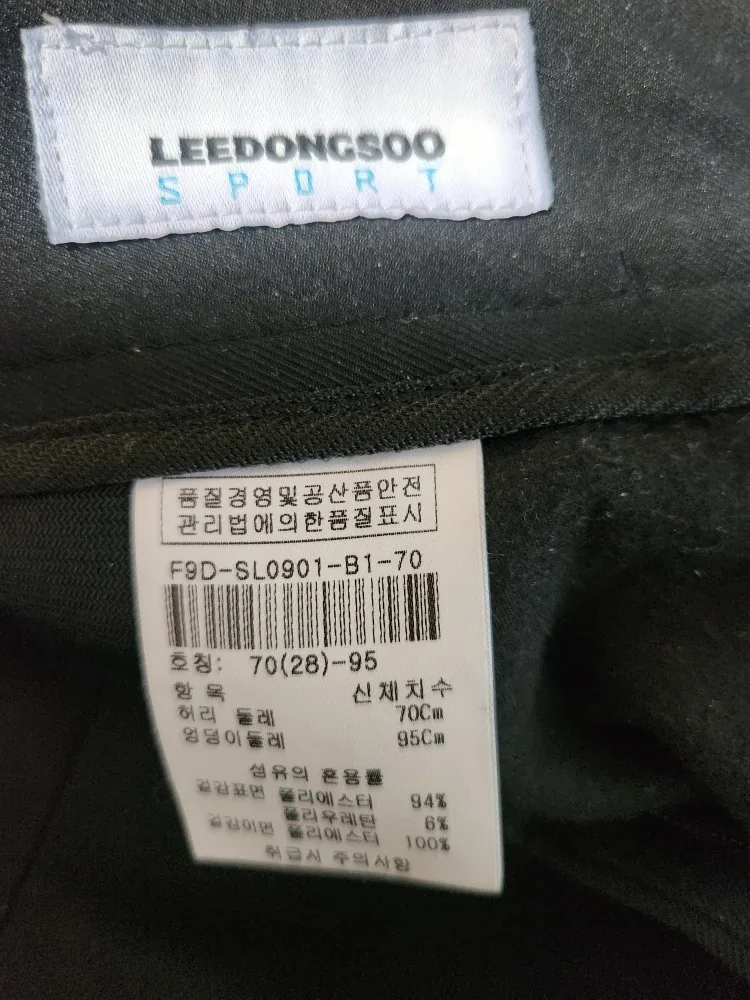 LEEDONGSOO
SPORT
품질경영및공산품안전
관리법에의한품질표시
F9D-SL0901-B1-70
호칭: 70(28)-95
항 목 신체치수
허리 둘레 70Cm
엉덩이둘레 95Cm
섬유의 혼용률
겉감표면 폴리에스터 94%
폴리우레탄 6%
겉감이면 폴리에스터 100%
취급시 주의사항